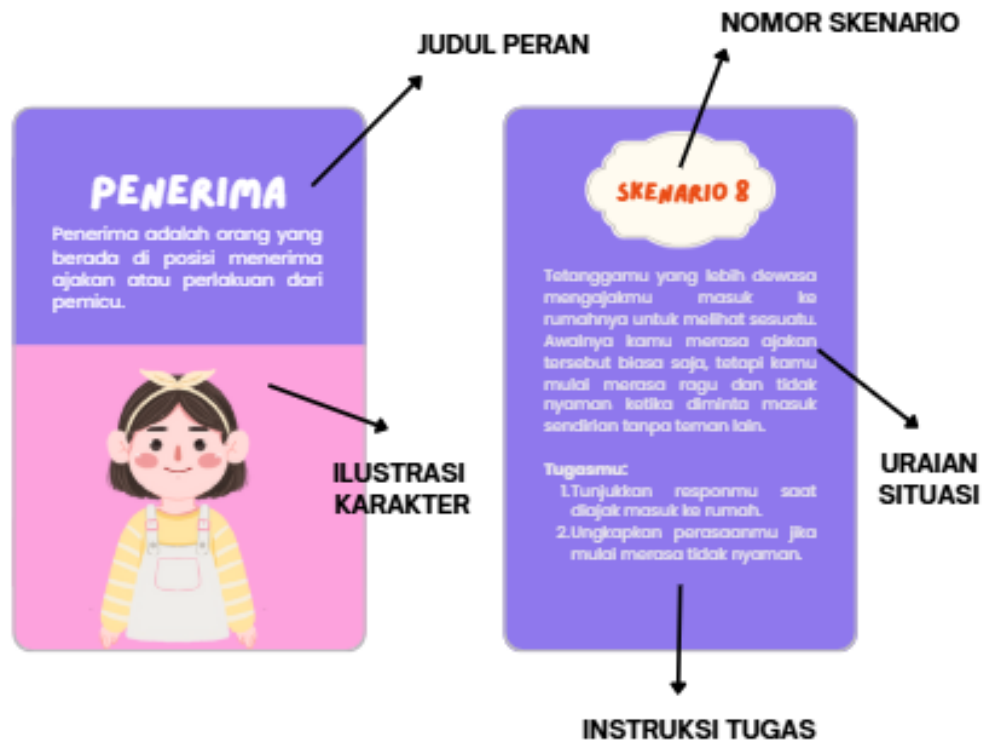 NOMOR SKENARIO
JUDUL PERAN
PENERIMA
Penerima adalah orang yang
berada di posisi menerima
ajakan atau perlakuan dari
pemicu.
ILUSTRASI
KARAKTER
SKENARIO 8
Tetanggamu yang lebih dewasa
mengajakmu masuk ke
rumahnya untuk melihat sesuatu.
Awalnya kamu merasa ajakan
tersebut biasa saja, tetapi kamu
mulai merasa ragu dan tidak
nyaman ketika diminta masuk
sendirian tanpa teman lain.
Tugasmu:
1.Tunjukkan responmu saat
diajak masuk ke rumah.
2.Ungkapkan perasaanmu jika
mulai merasa tidak nyaman.
URAIAN
SITUASI
INSTRUKSI TUGAS